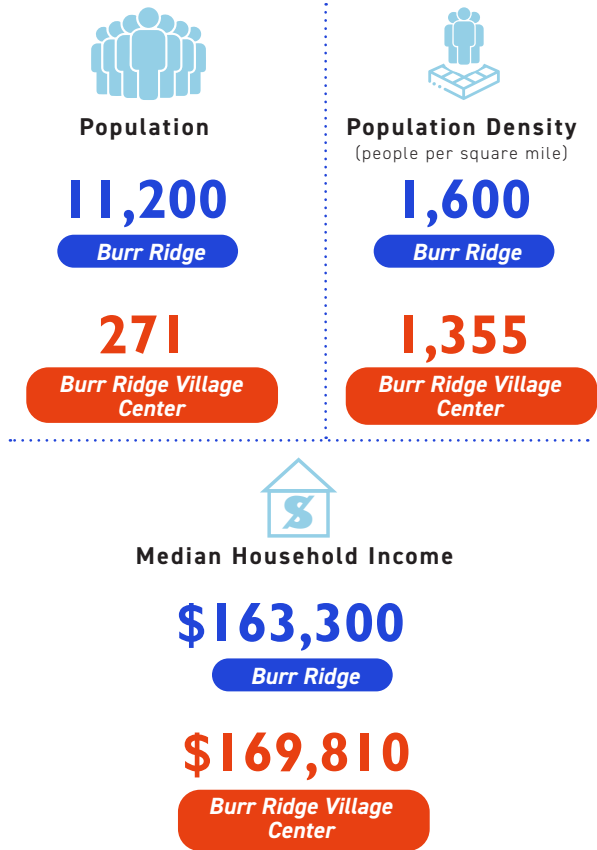 Population
11,200
Burr Ridge
271
Burr Ridge Village
Center
Population Density
(people per square mile)
1,600
Burr Ridge
1,355
Burr Ridge Village
Center
$
Median Household Income
$163,300
Burr Ridge
$169,810
Burr Ridge Village
Center